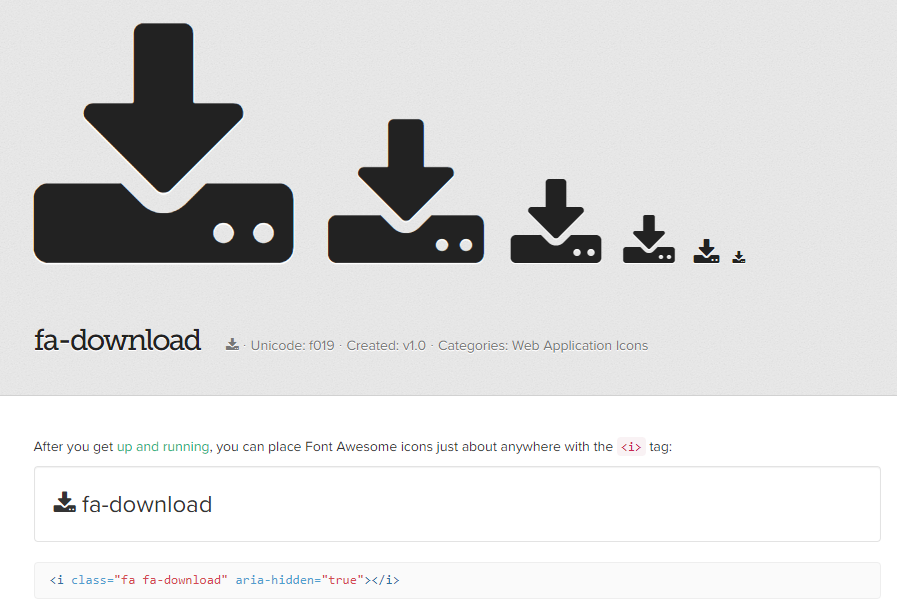 fa-download · Unicode: f019 · Created: v1.0 · Categories: Web Application Icons
After you get up and running, you can place Font Awesome icons just about anywhere with the <i> tag:
fa-download
<i class="fa fa-download" aria-hidden="true"></i>